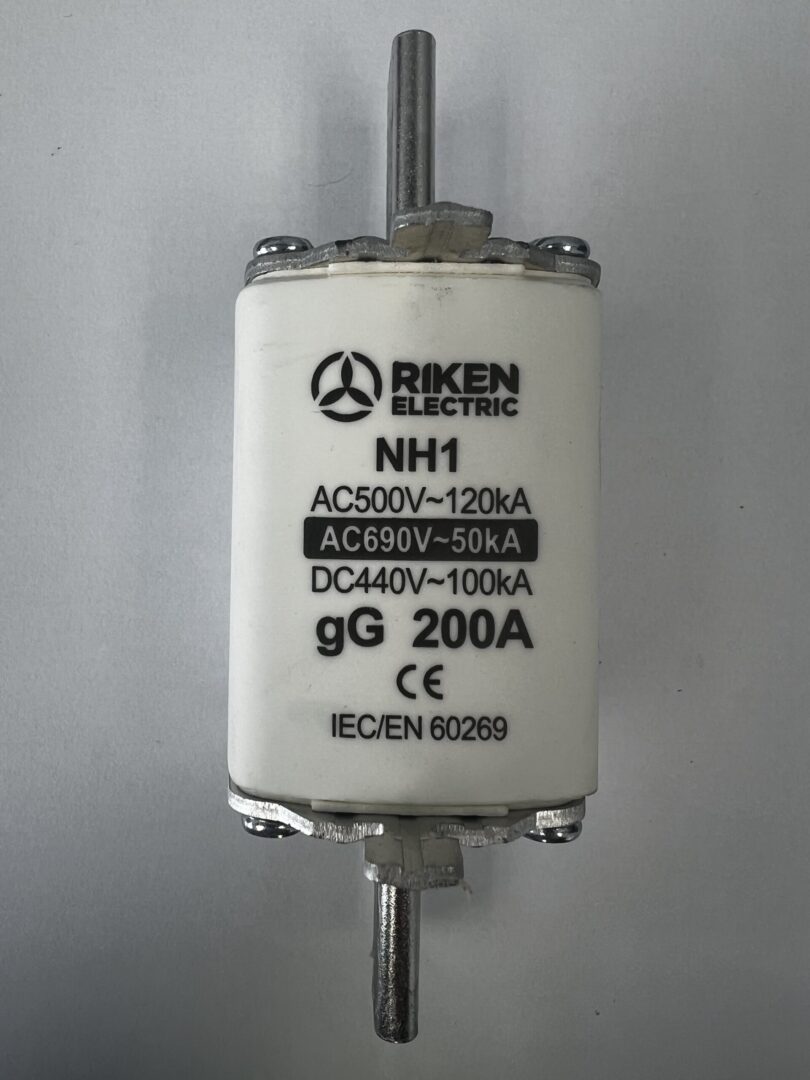 RIKEN
ELECTRIC
NH1
AC500V~120kA
AC690V~50kA
DC440V~100kA
gG 200A
CE
IEC/EN 60269